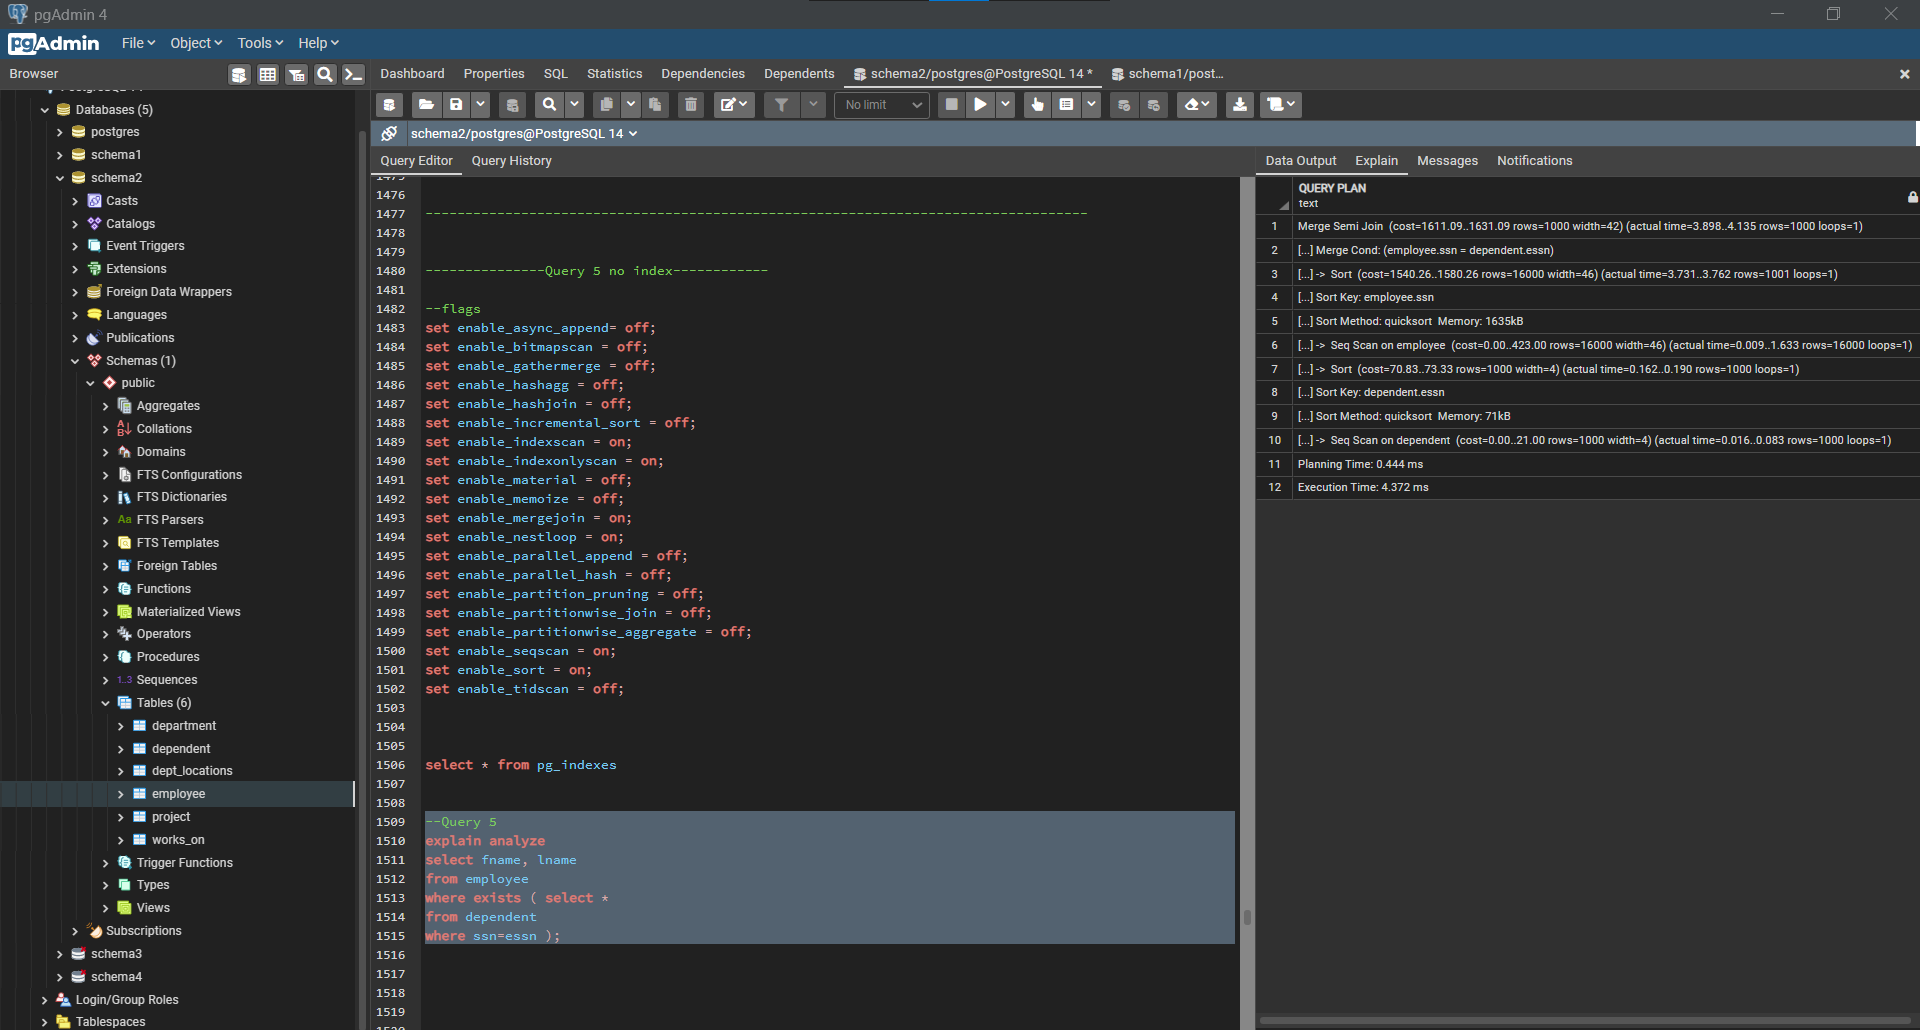 pgAdmin 4
pgAdmin File Object Tools Help
Browser
Dashboard Properties SQL Statistics Dependencies Dependents schema2/postgres@PostgreSQL 14 * schema1/post...
No limit
schema2/postgres@PostgreSQL 14
Databases (5)
postgres
schema1
schema2
Casts
Catalogs
Event Triggers
Extensions
Foreign Data Wrappers
Languages
Publications
Schemas (1)
public
Aggregates
Collations
Domains
FTS Configurations
FTS Dictionaries
Aa FTS Parsers
FTS Templates
Foreign Tables
Functions
Materialized Views
Operators
Procedures
1..3 Sequences
Tables (6)
department
dependent
dept_locations
employee
project
works_on
Trigger Functions
Types
Views
Subscriptions
schema3
schema4
Login/Group Roles
Tablespaces
Query Editor Query History
1476
1477 -----------------------------------------------------------------------------------
1478
1479
1480 ---------------Query 5 no index------------
1481
1482 --flags
1483 set enable_async_append= off;
1484 set enable_bitmapscan = off;
1485 set enable_gathermerge = off;
1486 set enable_hashagg = off;
1487 set enable_hashjoin = off;
1488 set enable_incremental_sort = off;
1489 set enable_indexscan = on;
1490 set enable_indexonlyscan = on;
1491 set enable_material = off;
1492 set enable_memoize = off;
1493 set enable_mergejoin = on;
1494 set enable_nestloop = on;
1495 set enable_parallel_append = off;
1496 set enable_parallel_hash = off;
1497 set enable_partition_pruning = off;
1498 set enable_partitionwise_join = off;
1499 set enable_partitionwise_aggregate = off;
1500 set enable_seqscan = on;
1501 set enable_sort = on;
1502 set enable_tidscan = off;
1503
1504
1505
1506 select * from pg_indexes
1507
1508
1509 --Query 5
1510 explain analyze
1511 select fname, lname
1512 from employee
1513 where exists ( select *
1514 from dependent
1515 where ssn=essn );
1516
1517
1518
1519
Data Output Explain Messages Notifications
QUERY PLAN
text
1 Merge Semi Join (cost=1611.09..1631.09 rows=1000 width=42) (actual time=3.898..4.135 rows=1000 loops=1)
2 [...] Merge Cond: (employee.ssn = dependent.essn)
3 [...] -> Sort (cost=1540.26..1580.26 rows=16000 width=46) (actual time=3.731..3.762 rows=1001 loops=1)
4 [...] Sort Key: employee.ssn
5 [...] Sort Method: quicksort Memory: 1635kB
6 [...] -> Seq Scan on employee (cost=0.00..423.00 rows=16000 width=46) (actual time=0.009..1.633 rows=16000 loops=1)
7 [...] -> Sort (cost=70.83..73.33 rows=1000 width=4) (actual time=0.162..0.190 rows=1000 loops=1)
8 [...] Sort Key: dependent.essn
9 [...] Sort Method: quicksort Memory: 71kB
10 [...] -> Seq Scan on dependent (cost=0.00..21.00 rows=1000 width=4) (actual time=0.016..0.083 rows=1000 loops=1)
11 Planning Time: 0.444 ms
12 Execution Time: 4.372 ms